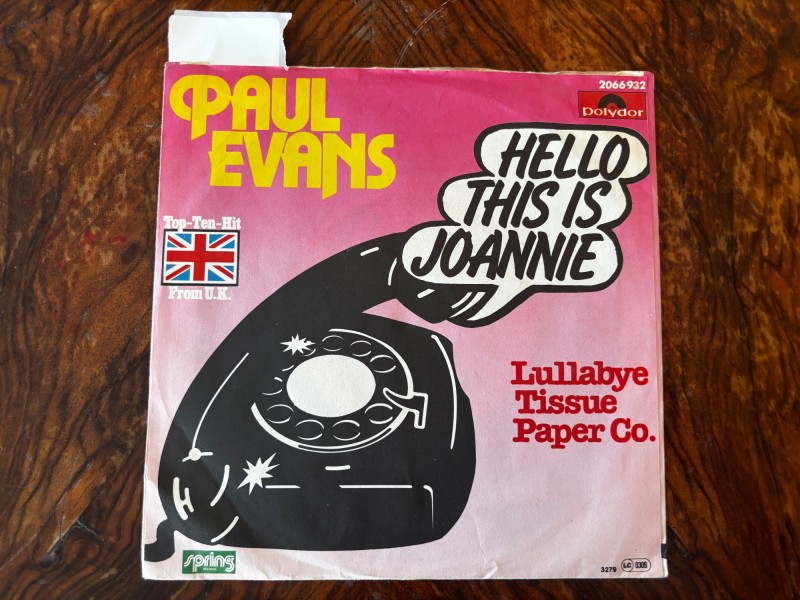 PAUL
EVANS
2066 932
polydor
HELLO
THIS IS
JOANNIE
Top-Ten-Hit
From U.K.
Lullabye
Tissue
Paper Co.
spring
3279 LC 0309